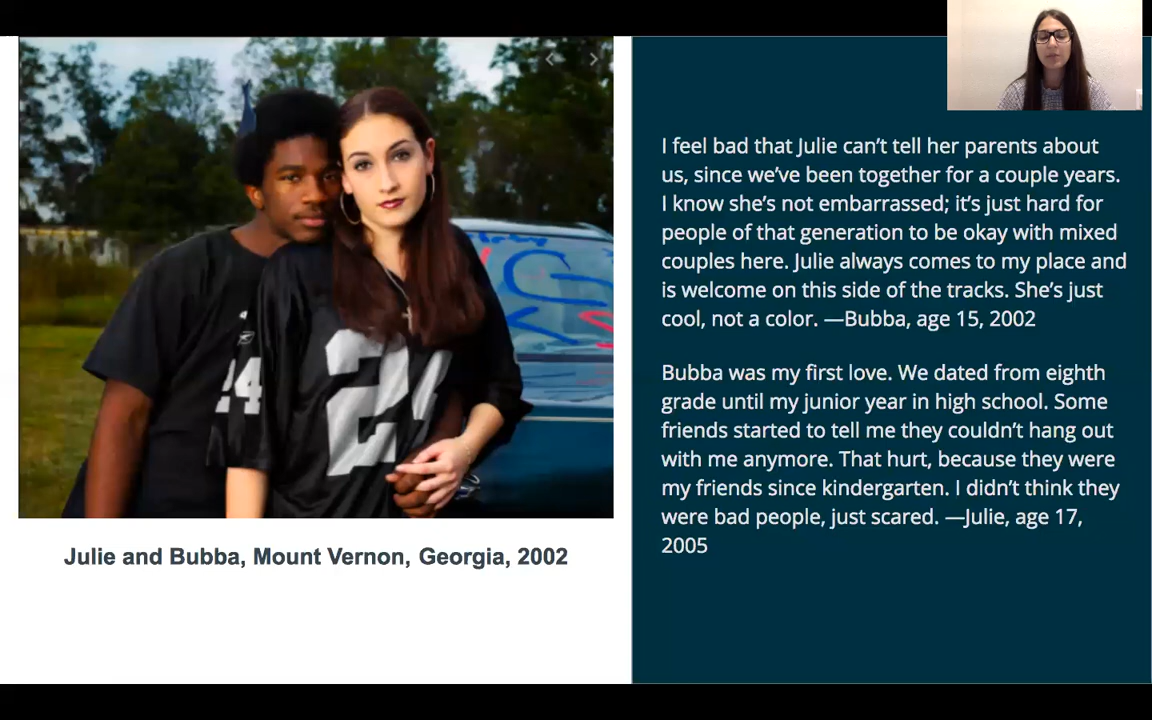 I feel bad that Julie can’t tell her parents about
us, since we’ve been together for a couple years.
I know she’s not embarrassed; it’s just hard for
people of that generation to be okay with mixed
couples here. Julie always comes to my place and
is welcome on this side of the tracks. She’s just
cool, not a color. —Bubba, age 15, 2002
Bubba was my first love. We dated from eighth
grade until my junior year in high school. Some
friends started to tell me they couldn’t hang out
with me anymore. That hurt, because they were
my friends since kindergarten. I didn’t think they
were bad people, just scared. —Julie, age 17,
2005
24
2
Julie and Bubba, Mount Vernon, Georgia, 2002